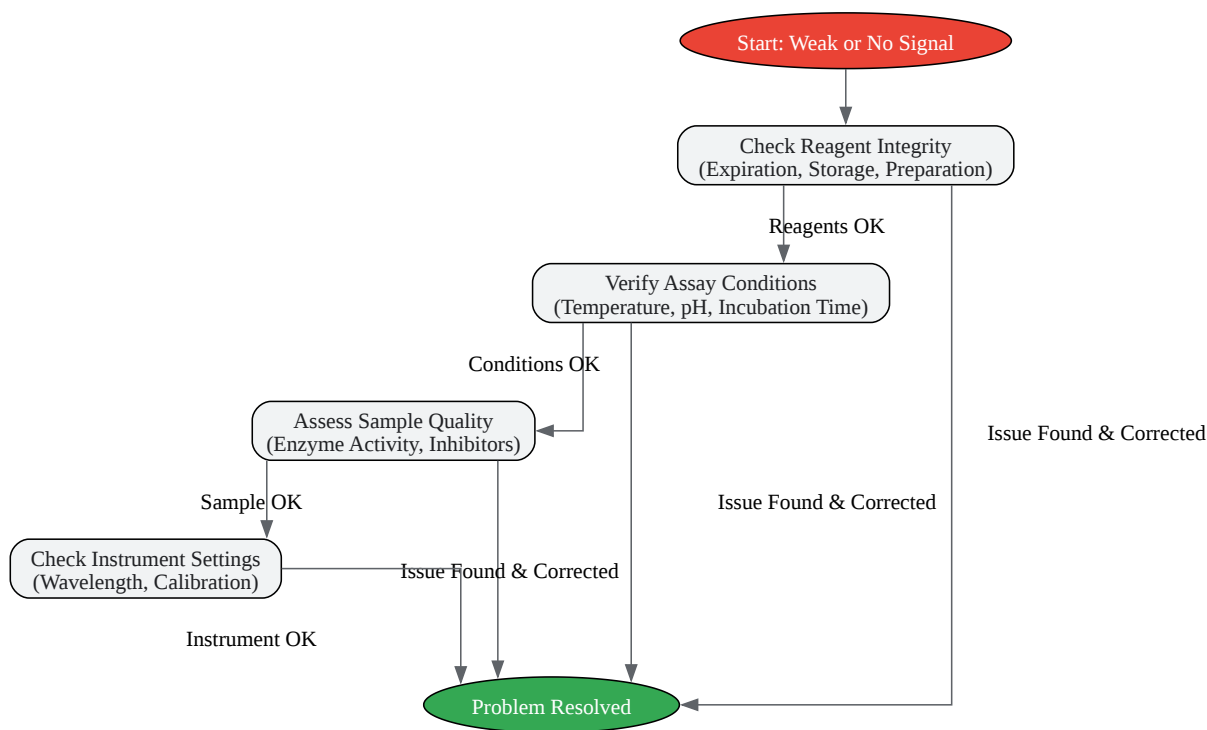 Start: Weak or No Signal
Check Reagent Integrity
(Expiration, Storage, Preparation)
Reagents OK
Verify Assay Conditions
(Temperature, pH, Incubation Time)
Conditions OK
Assess Sample Quality
(Enzyme Activity, Inhibitors)
Issue Found & Corrected
Sample OK
Issue Found & Corrected
Check Instrument Settings
(Wavelength, Calibration)
Issue Found & Corrected
Instrument OK
Problem Resolved